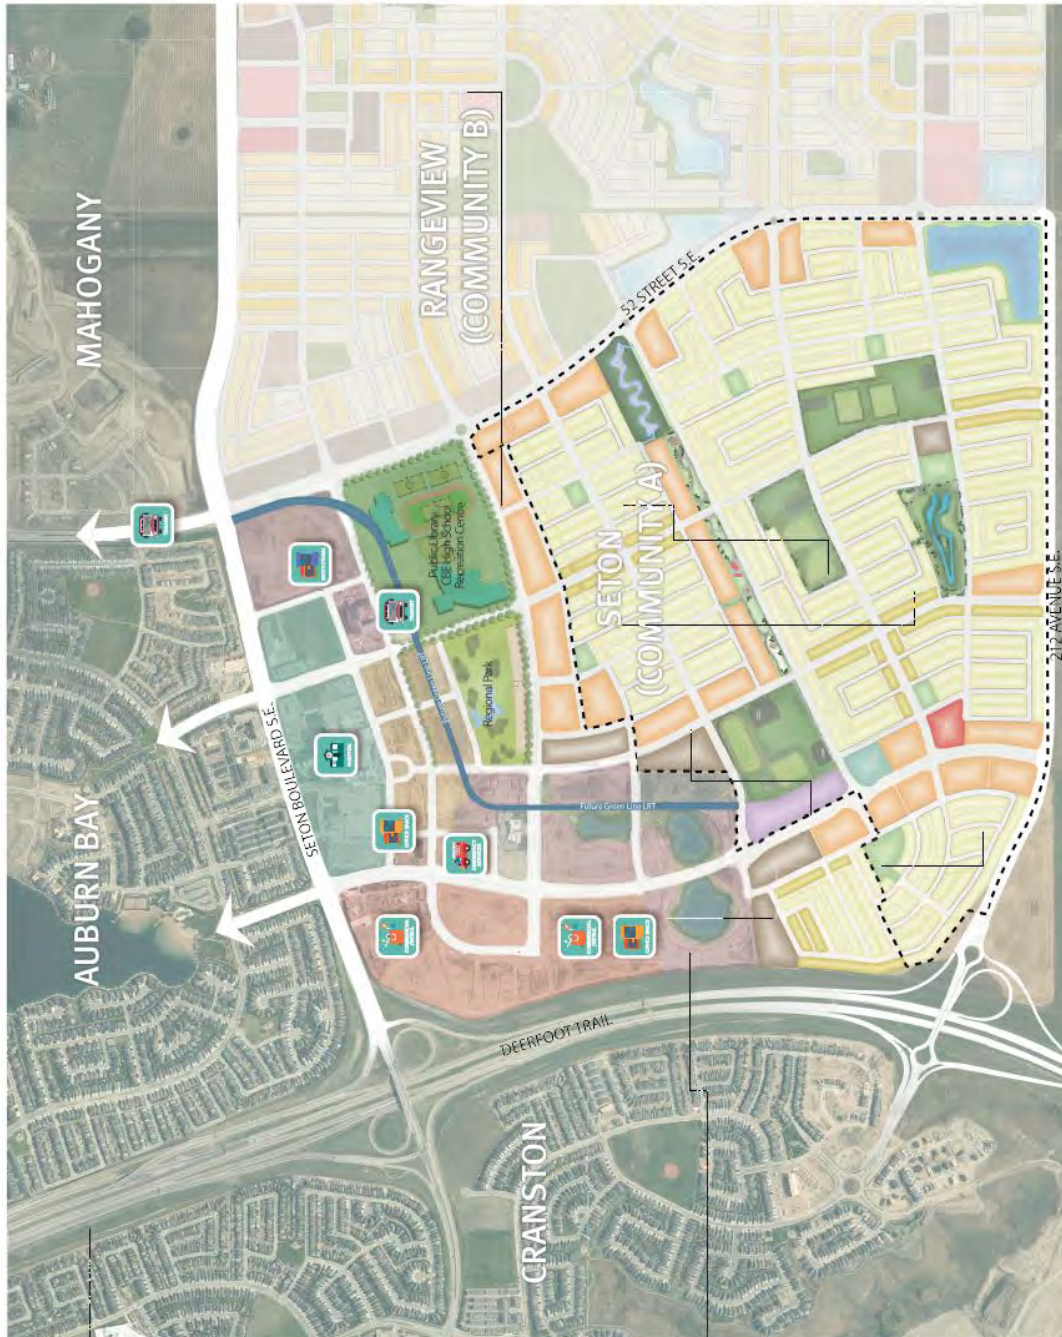 MAHOGANY
RANGEVIEW
(COMMUNITY B)
52 STREET S.E.
AUBURN BAY
SETON BOULEVARD S.E.
Public Library
CBE High School
Recreation Centre
Regional Park
SETON
(COMMUNITY A)
Future Green Line LRT
212 AVENUE S.E.
DEERFOOT TRAIL
CRANSTON